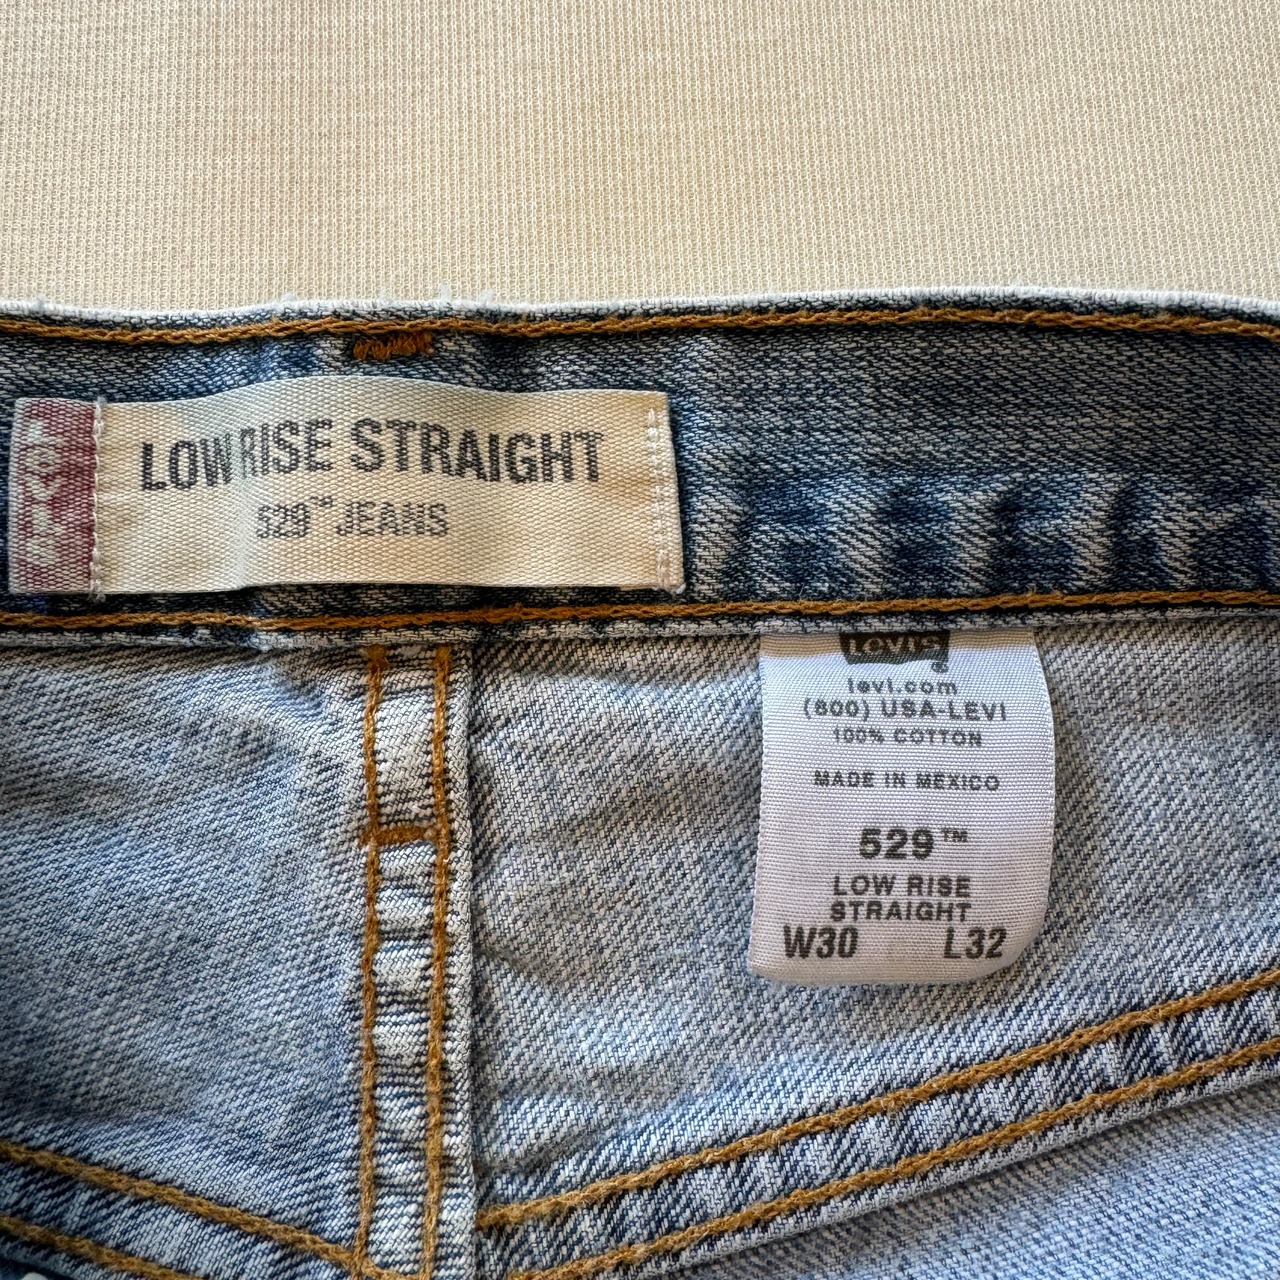 LEVI'S
LOW RISE STRAIGHT
529™ JEANS
Levi's
levi.com
(800) USA-LEVI
100% COTTON
MADE IN MEXICO
529™
LOW RISE
STRAIGHT
W30 L32